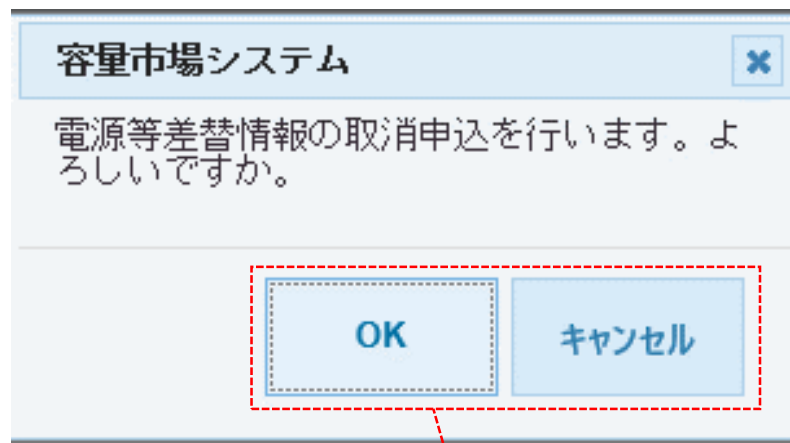 容量市場システム
電源等差替情報の取消申込を行います。よ
ろしいですか。
OK
キャンセル